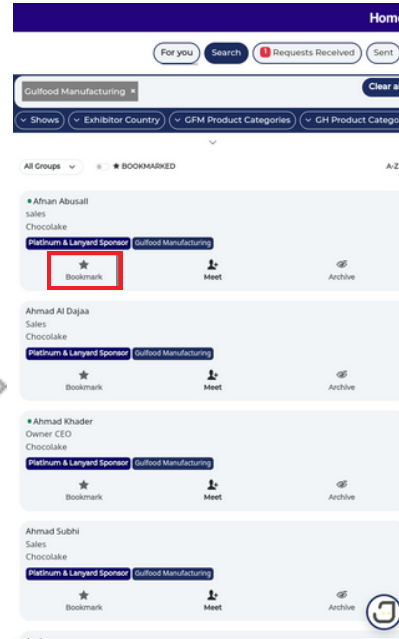 Home
For you Search Requests Received Sent
Gulfood Manufacturing × Clear a
Shows Exhibitor Country GFM Product Categories GH Product Catego
All Groups BOOKMARKED A-Z
Afnan Abusall
sales
Chocolake
Platinum & Lanyard Sponsor Gulfood Manufacturing
Bookmark Meet Archive
Ahmad Al Dajaa
Sales
Chocolake
Platinum & Lanyard Sponsor Gulfood Manufacturing
Bookmark Meet Archive
Ahmad Khader
Owner CEO
Chocolake
Platinum & Lanyard Sponsor Gulfood Manufacturing
Bookmark Meet Archive
Ahmad Subhi
Sales
Chocolake
Platinum & Lanyard Sponsor Gulfood Manufacturing
Bookmark Meet Archive